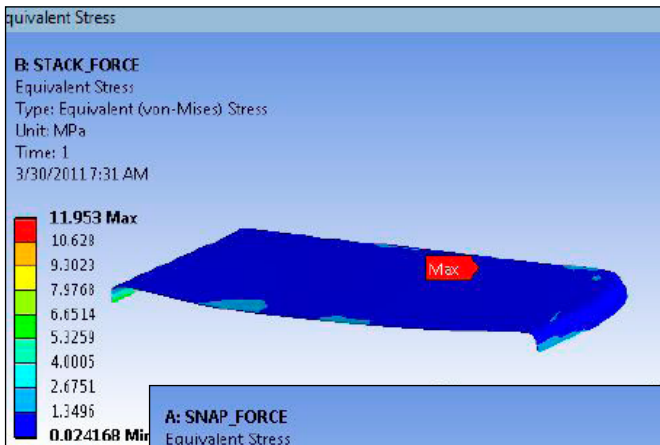 quivalent Stress
B: STACK_FORCE
Equivalent Stress
Type: Equivalent (von-Mises) Stress
Unit: MPa
Time: 1
3/30/2011 7:31 AM
11.953 Max
10.628
9.3023
7.9768
6.6514
5.3259
4.0005
2.6751
1.3496
0.024168 Mir
Max
A: SNAP_FORCE
Equivalent Stress